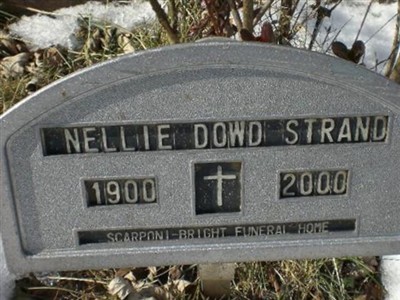 NELLIE DOWD STRAND
1900 2000
SCARPONI-BRIGHT FUNERAL HOME